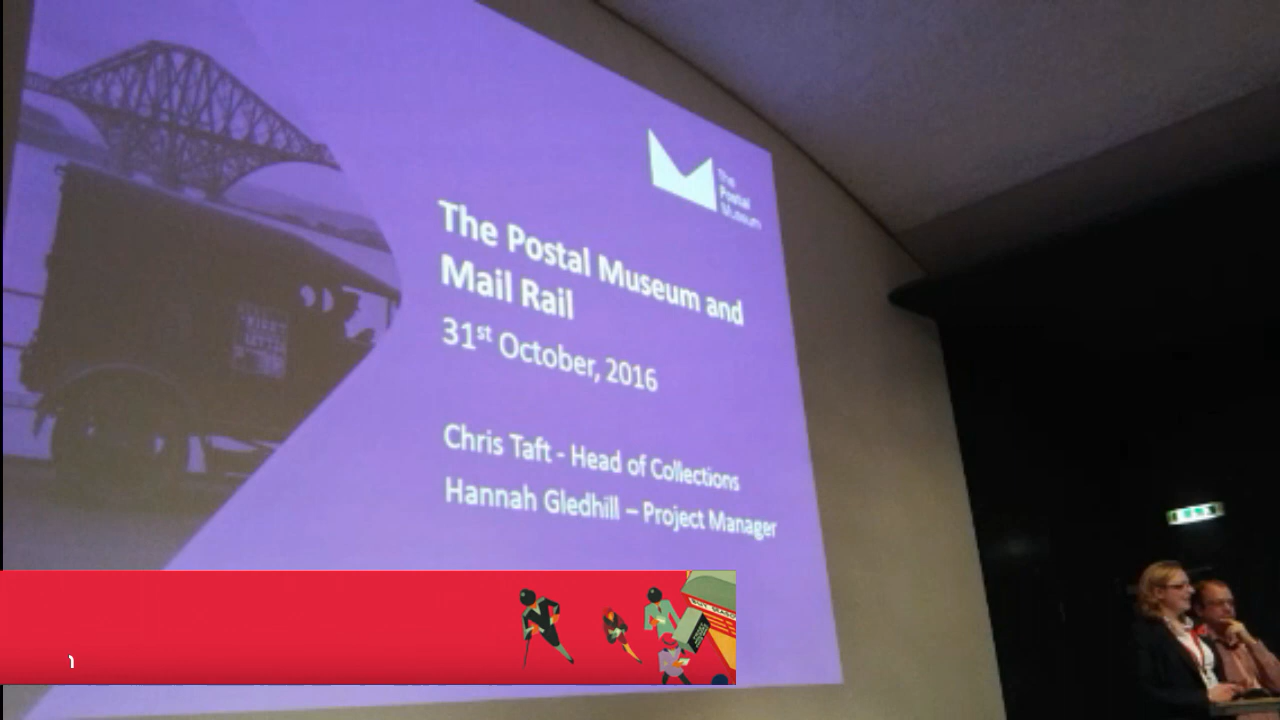 The
Postal
Museum
The Postal Museum and
Mail Rail
31st October, 2016
Chris Taft - Head of Collections
Hannah Gledhill – Project Manager